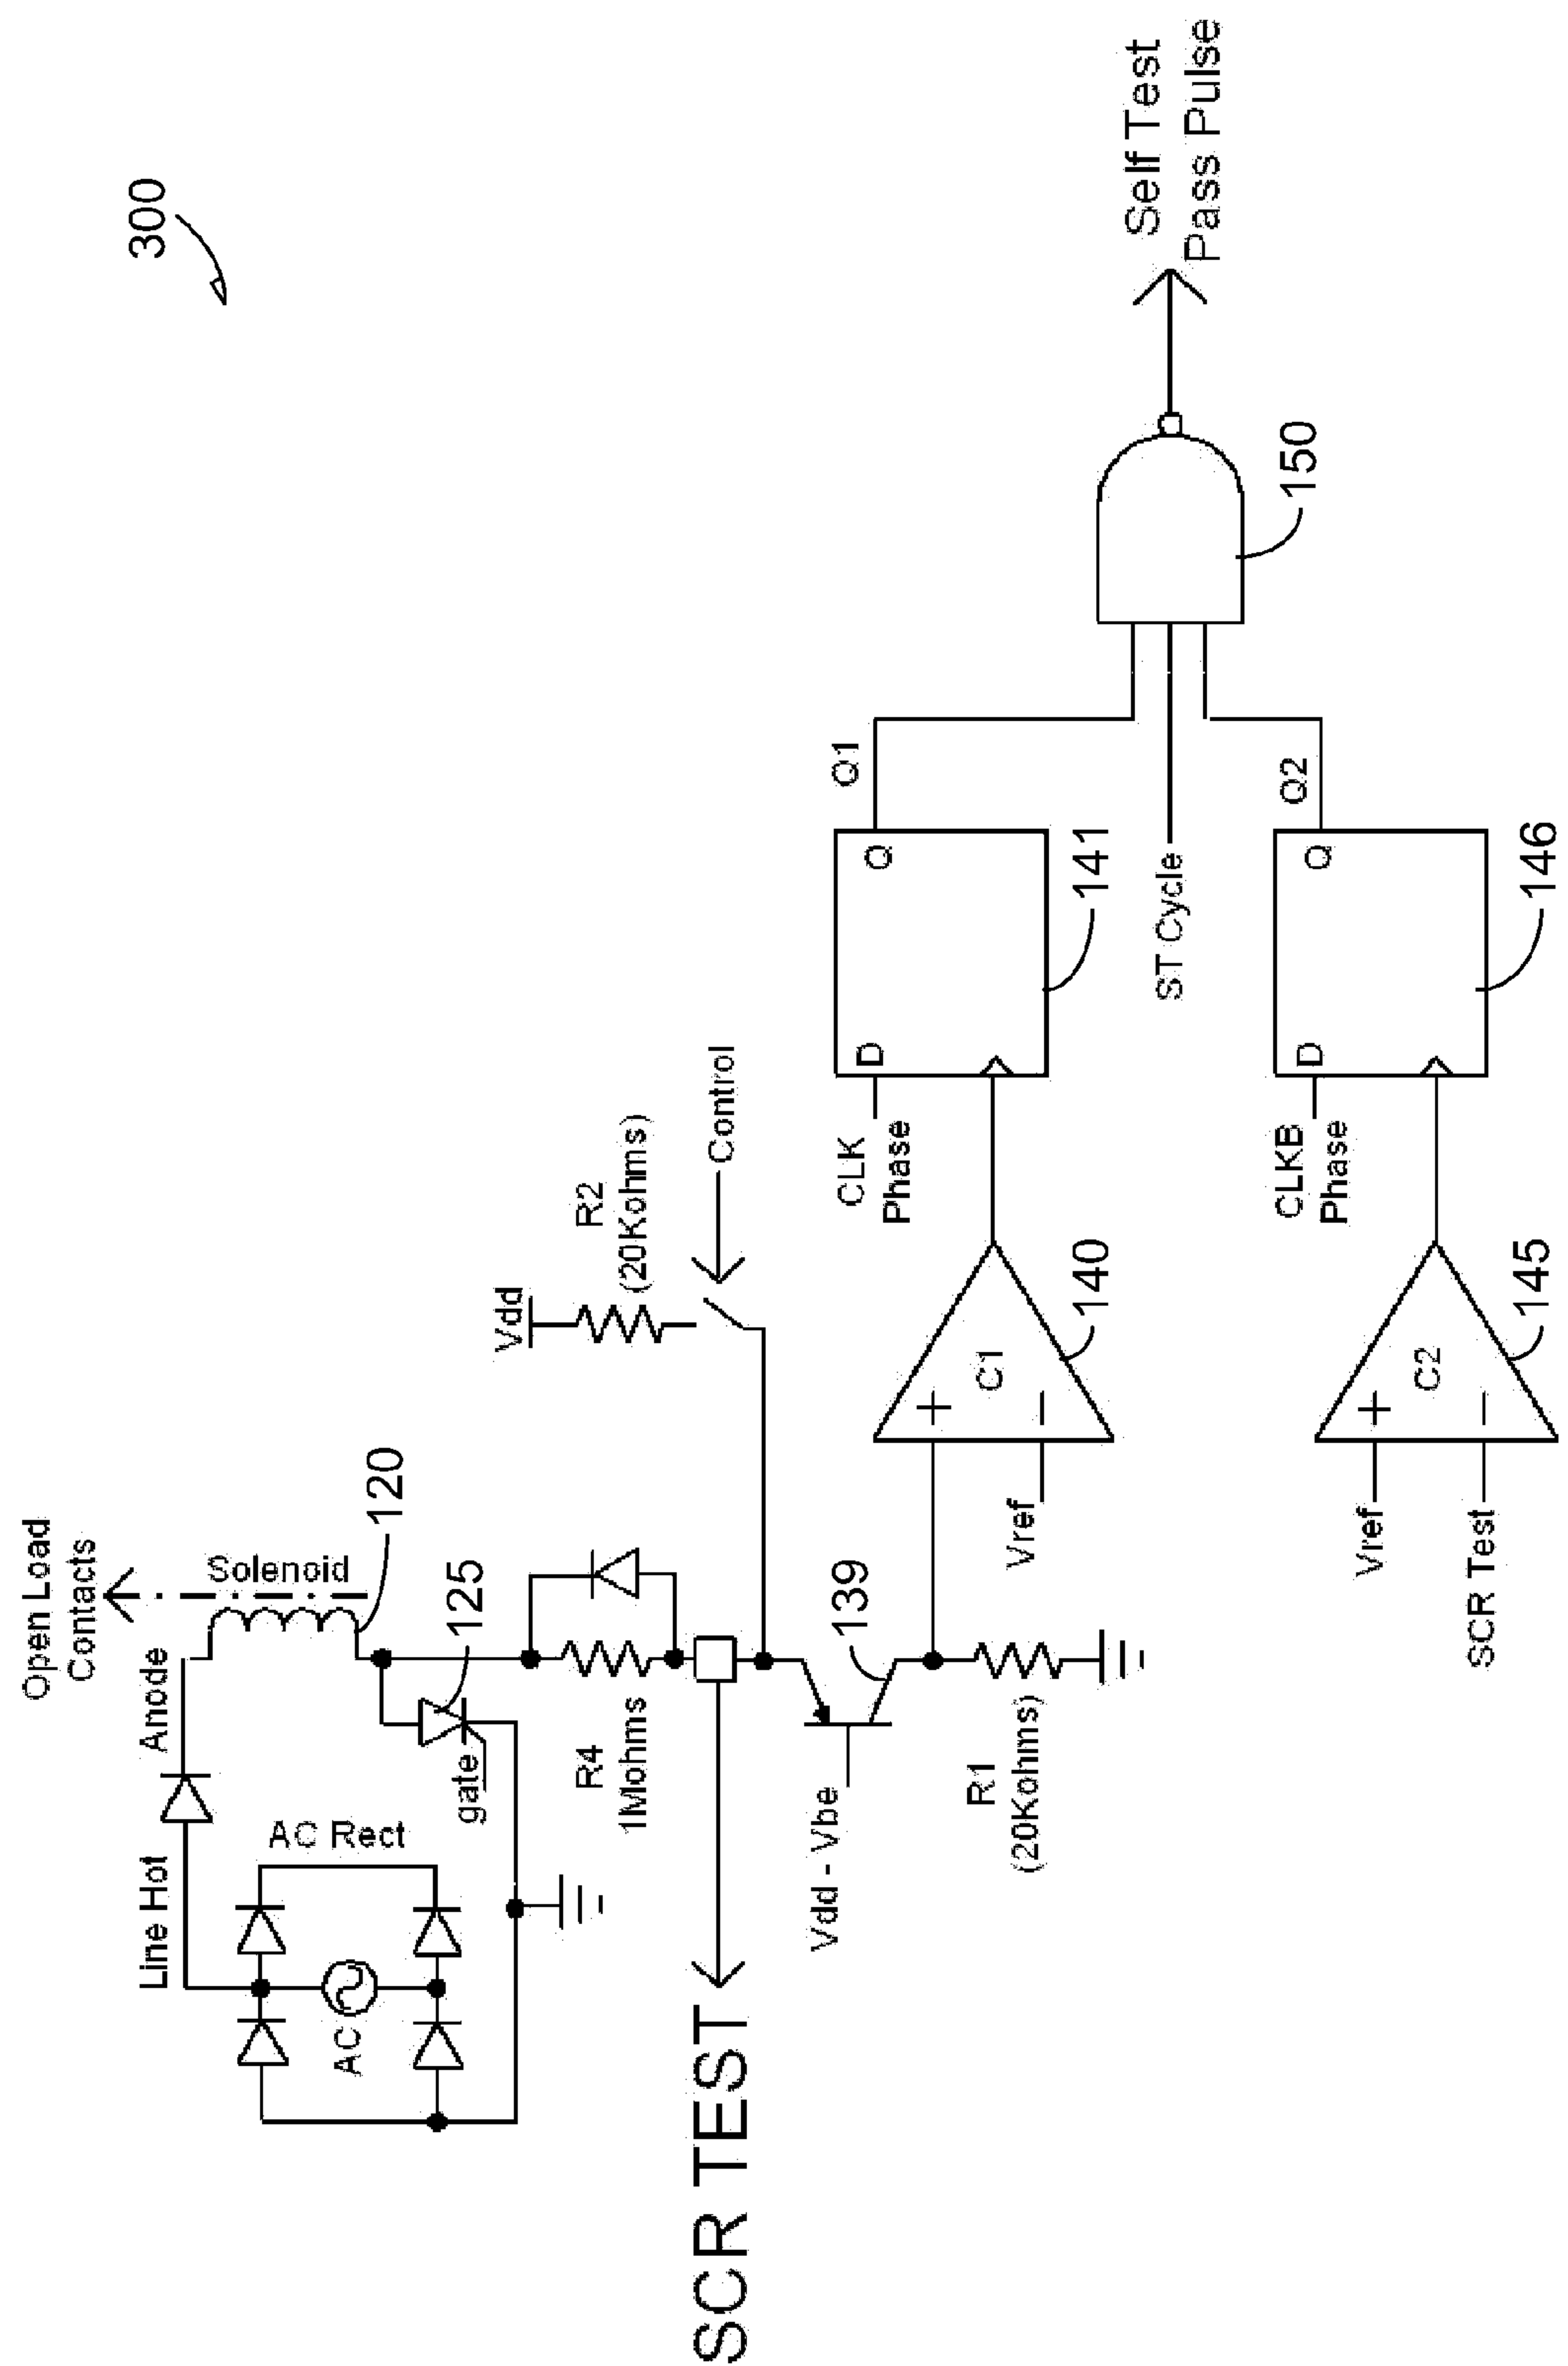 300
Open Load
Contacts
Solenoid
120
Anode
Line Hot
AC Rect
AC
125
gate
R4
1Mohms
Vdd
R2
(20Kohms)
Control
SCR TEST
139
Vdd - Vbe
R1
(20Kohms)
+
C1
−
Vref
140
CLK
Phase
D
Q
141
Q1
ST Cycle
Vref
+
C2
−
SCR Test
145
CLKB
Phase
D
Q
146
Q2
150
Self Test
Pass Pulse